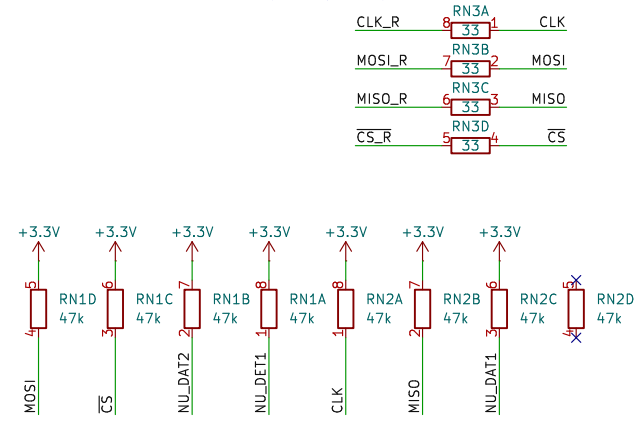 RN3A
CLK_R 8 33 1 CLK
RN3B
MOSI_R 7 33 2 MOSI
RN3C
MISO_R 6 33 3 MISO
RN3D
CS_R 5 33 4 CS
+3.3V +3.3V +3.3V +3.3V +3.3V +3.3V +3.3V
5 6 7 8 8 7 6 5
RN1D RN1C RN1B RN1A RN2A RN2B RN2C RN2D
47k 47k 47k 47k 47k 47k 47k 47k
4 3 2 1 1 2 3 4
MOSI CS NU_DAT2 NU_DET1 CLK MISO NU_DAT1